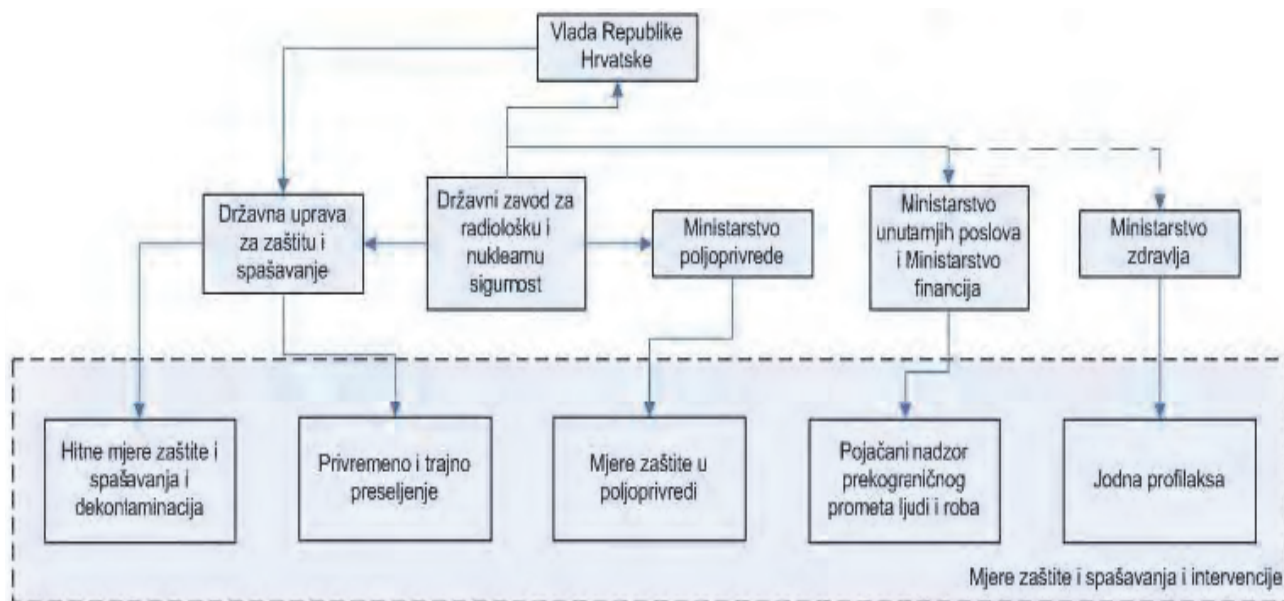 Vlada Republike
Hrvatske
Državna uprava
za zaštitu i
spašavanje
Državni zavod za
radiološku i
nuklearnu
sigurnost
Ministarstvo
poljoprivrede
Ministarstvo
unutarnjih poslova
i Ministarstvo
financija
Ministarstvo
zdravlja
Hitne mjere zaštite i
spašavanja i
dekontaminacija
Privremeno i trajno
preseljenje
Mjere zaštite u
poljoprivredi
Pojačani nadzor
prekograničnog
prometa ljudi i roba
Jodna profilaksa
Mjere zaštite i spašavanja i intervencije